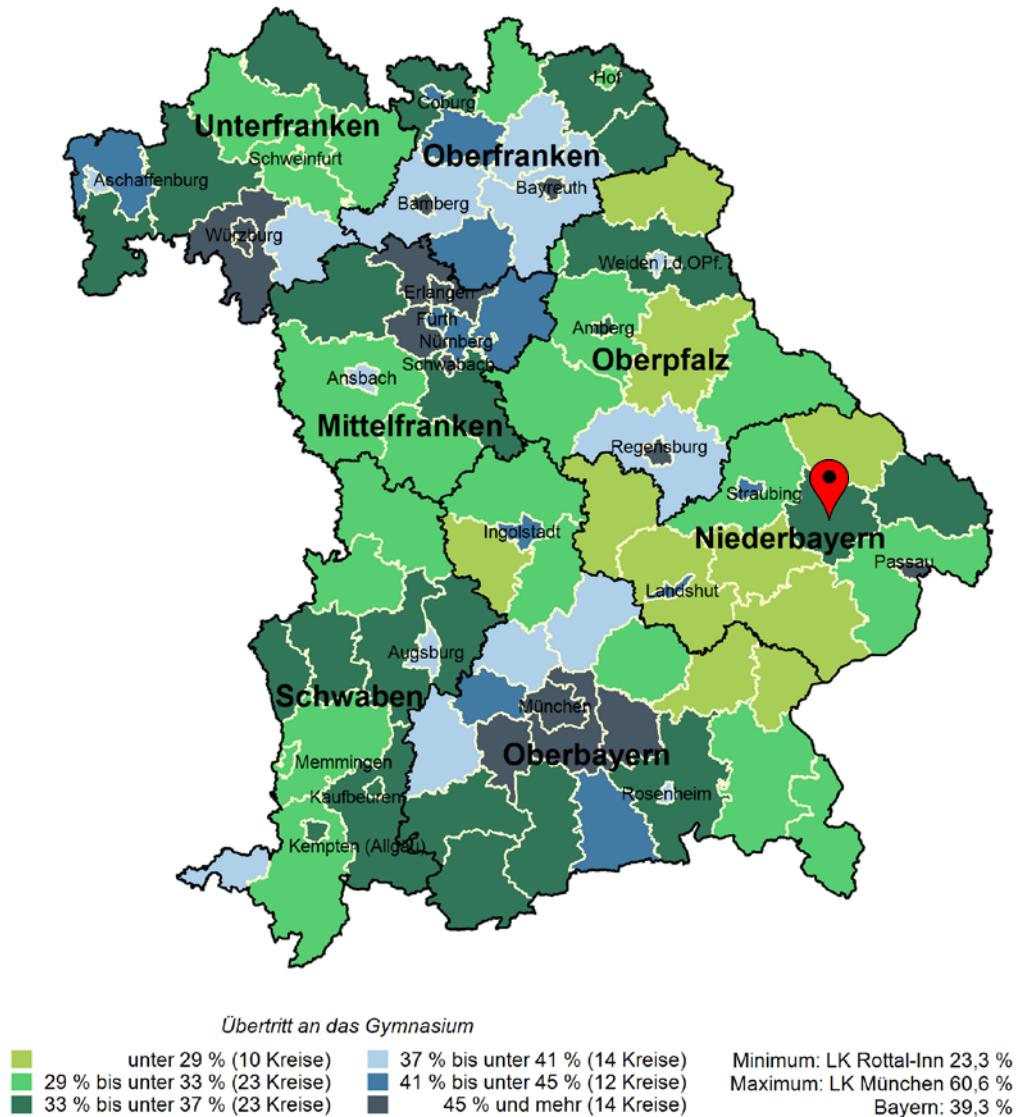 Hof
Coburg
Unterfranken
Oberfranken
Schweinfurt
Aschaffenburg
Bayreuth
Bamberg
Würzburg
Weiden i.d.OPf.
Erlangen
Fürth
Amberg
Nürnberg
Oberpfalz
Schwabach
Ansbach
Mittelfranken
Regensburg
Straubing
Ingolstadt
Niederbayern
Passau
Landshut
Augsburg
Schwaben
München
Oberbayern
Memmingen
Kaufbeuren
Rosenheim
Kempten (Allgäu)
Übertritt an das Gymnasium
unter 29 % (10 Kreise)
29 % bis unter 33 % (23 Kreise)
33 % bis unter 37 % (23 Kreise)
37 % bis unter 41 % (14 Kreise)
41 % bis unter 45 % (12 Kreise)
45 % und mehr (14 Kreise)
Minimum: LK Rottal-Inn 23,3 %
Maximum: LK München 60,6 %
Bayern: 39,3 %